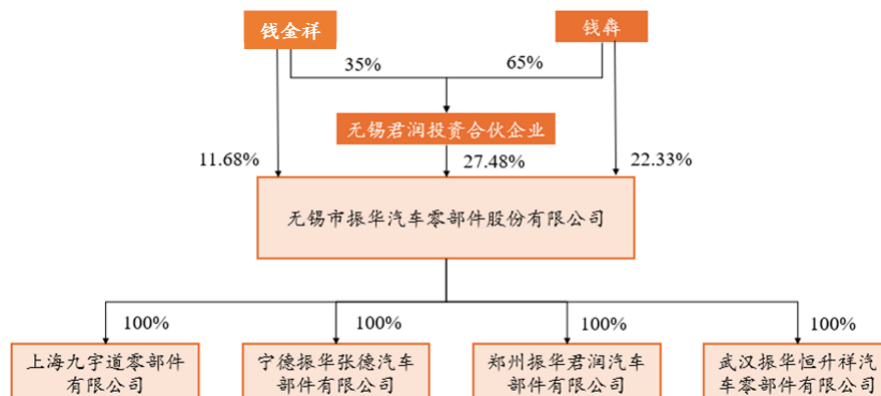 钱金祥
钱犇
35%
65%
无锡君润投资合伙企业
11.68%
27.48%
22.33%
无锡市振华汽车零部件股份有限公司
100%
100%
100%
100%
上海九宇道零部件
有限公司
宁德振华张德汽车
部件有限公司
郑州振华君润汽车
部件有限公司
武汉振华恒升祥汽
车零部件有限公司